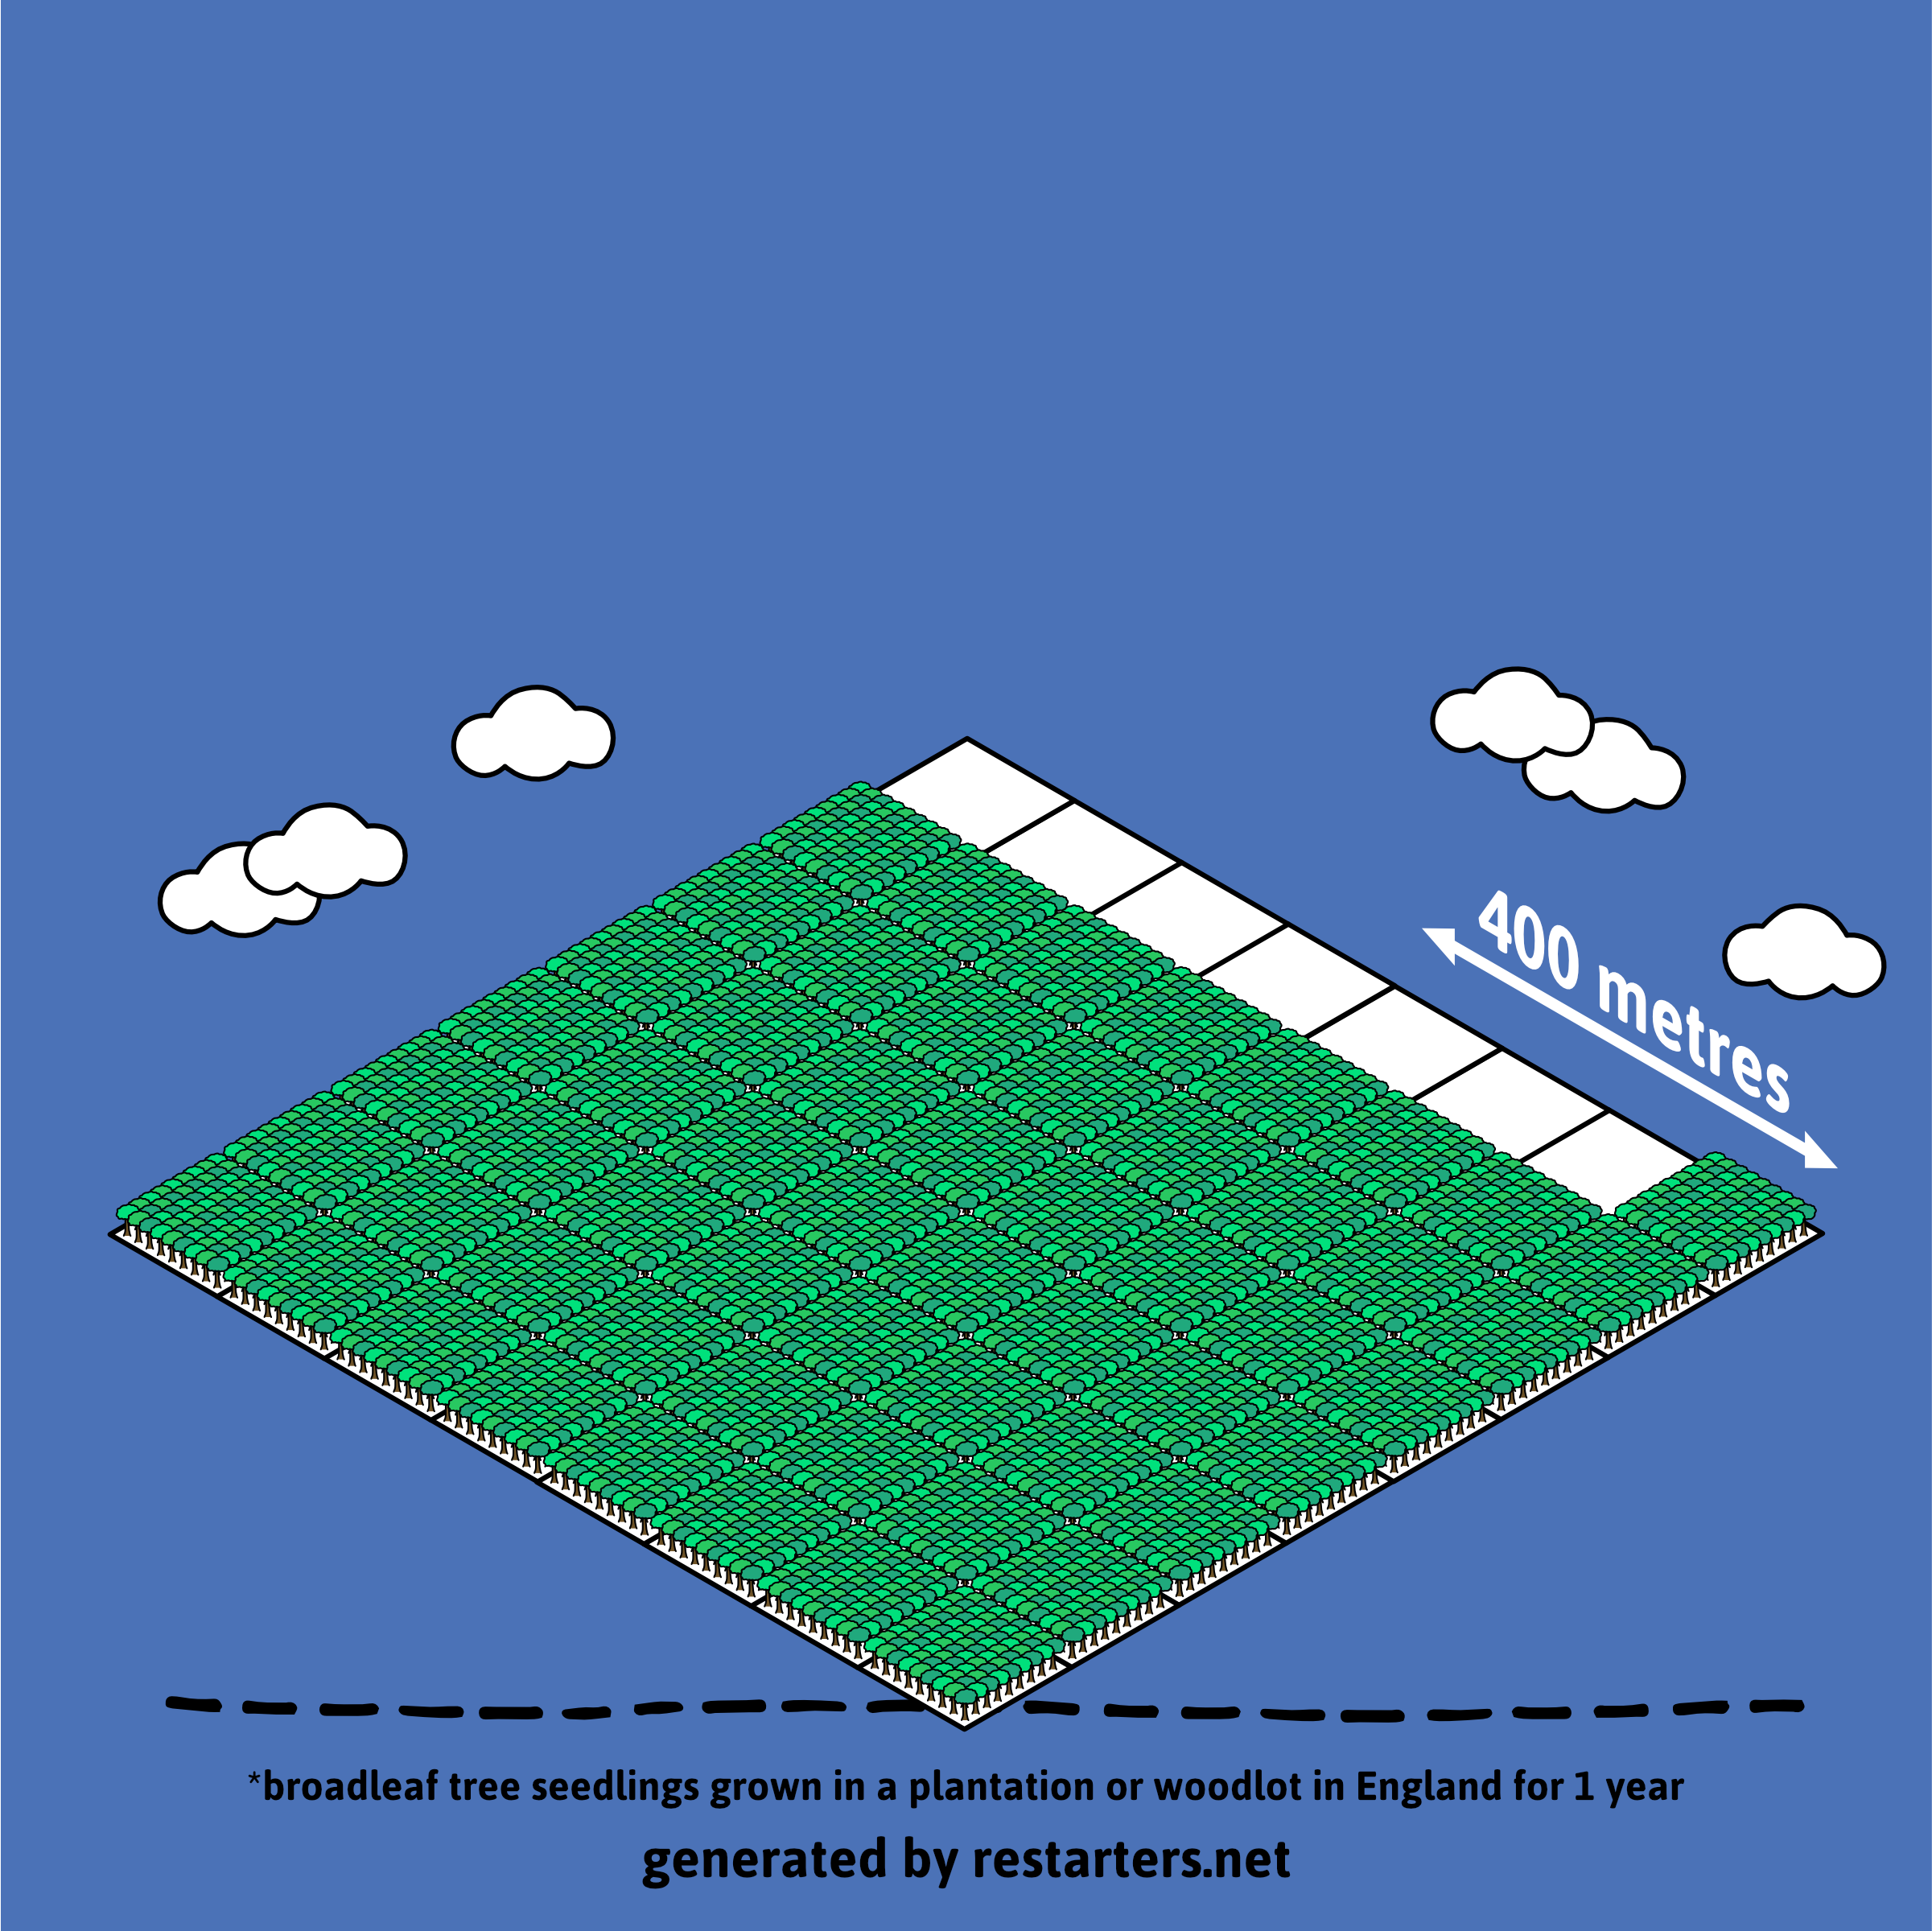 400 metres
*broadleaf tree seedlings grown in a plantation or woodlot in England for 1 year
generated by restarters.net